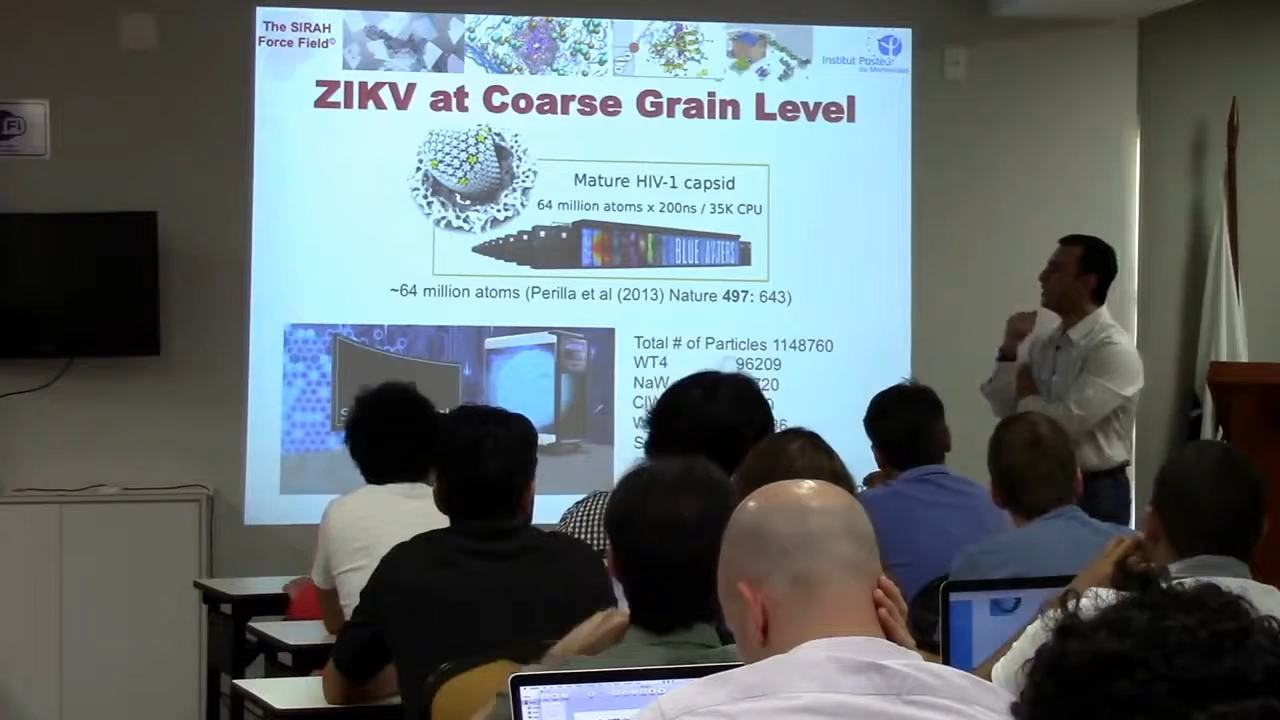 The SIRAH
Force Field©
Institut Pasteur
de Montevideo
ZIKV at Coarse Grain Level
Mature HIV-1 capsid
64 million atoms x 200ns / 35K CPU
BLUE WATERS
~64 million atoms (Perilla et al (2013) Nature 497: 643)
Total # of Particles 1148760
WT4 96209
NaW
Fi